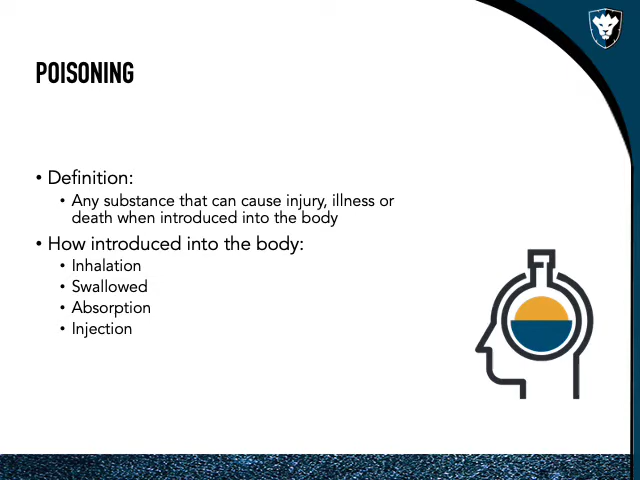 POISONING
• Definition:
• Any substance that can cause injury, illness or
death when introduced into the body
• How introduced into the body:
• Inhalation
• Swallowed
• Absorption
• Injection